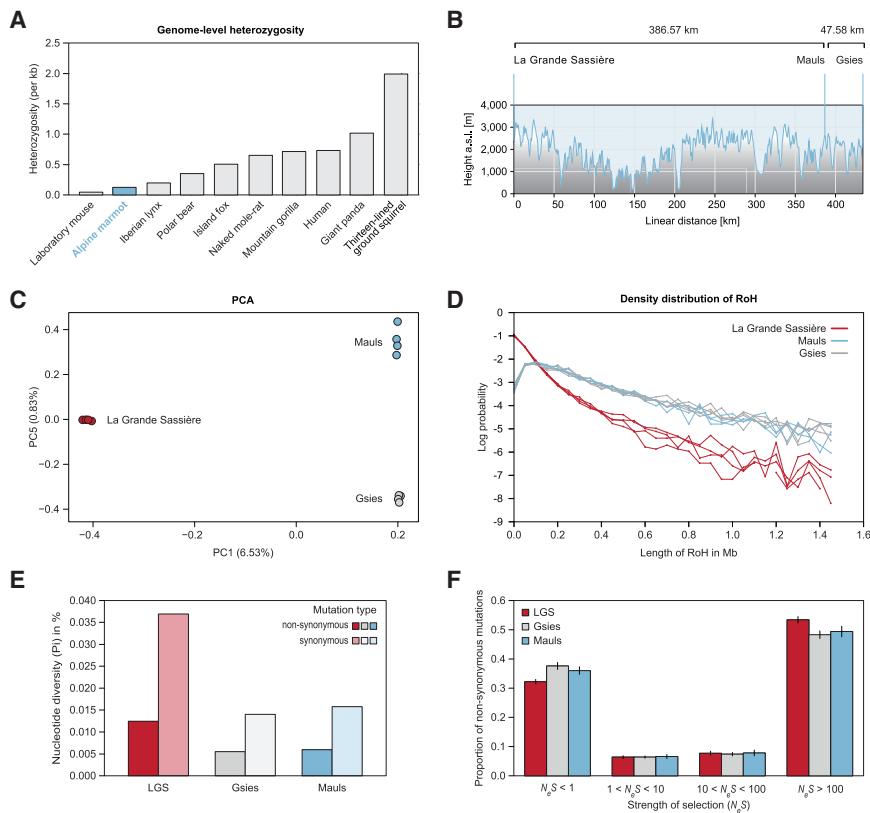 A
Genome-level heterozygosity
Heterozygosity (per kb)
2.5
2.0
1.5
1.0
0.5
0.0
Laboratory mouse
Alpine marmot
Iberian lynx
Polar bear
Island fox
Naked mole-rat
Mountain gorilla
Human
Giant panda
Thirteen-lined
ground squirrel
B
386.57 km
47.58 km
La Grande Sassière
Mauls
Gsies
Height a.s.l. [m]
4,000
3,000
2,000
1,000
0
0
50
100
150
200
250
300
350
400
Linear distance [km]
C
PCA
PC5 (0.83%)
0.4
0.2
0.0
−0.2
−0.4
Mauls
La Grande Sassière
Gsies
−0.4
−0.2
0.0
0.2
PC1 (6.53%)
D
Density distribution of RoH
Log probability
0
-1
-2
-3
-4
-5
-6
-7
-8
-9
La Grande Sassière
Mauls
Gsies
0.0
0.2
0.4
0.6
0.8
1.0
1.2
1.4
1.6
Length of RoH in Mb
E
Nucleotide diversity (Pi) in %
0.040
0.035
0.030
0.025
0.020
0.015
0.010
0.005
0.000
Mutation type
non-synonymous
synonymous
LGS
Gsies
Mauls
F
Proportion of non-synonymous mutations
0.6
0.5
0.4
0.3
0.2
0.1
0.0
LGS
Gsies
Mauls
NeS < 1
1 < NeS < 10
10 < NeS < 100
NeS > 100
Strength of selection (NeS)